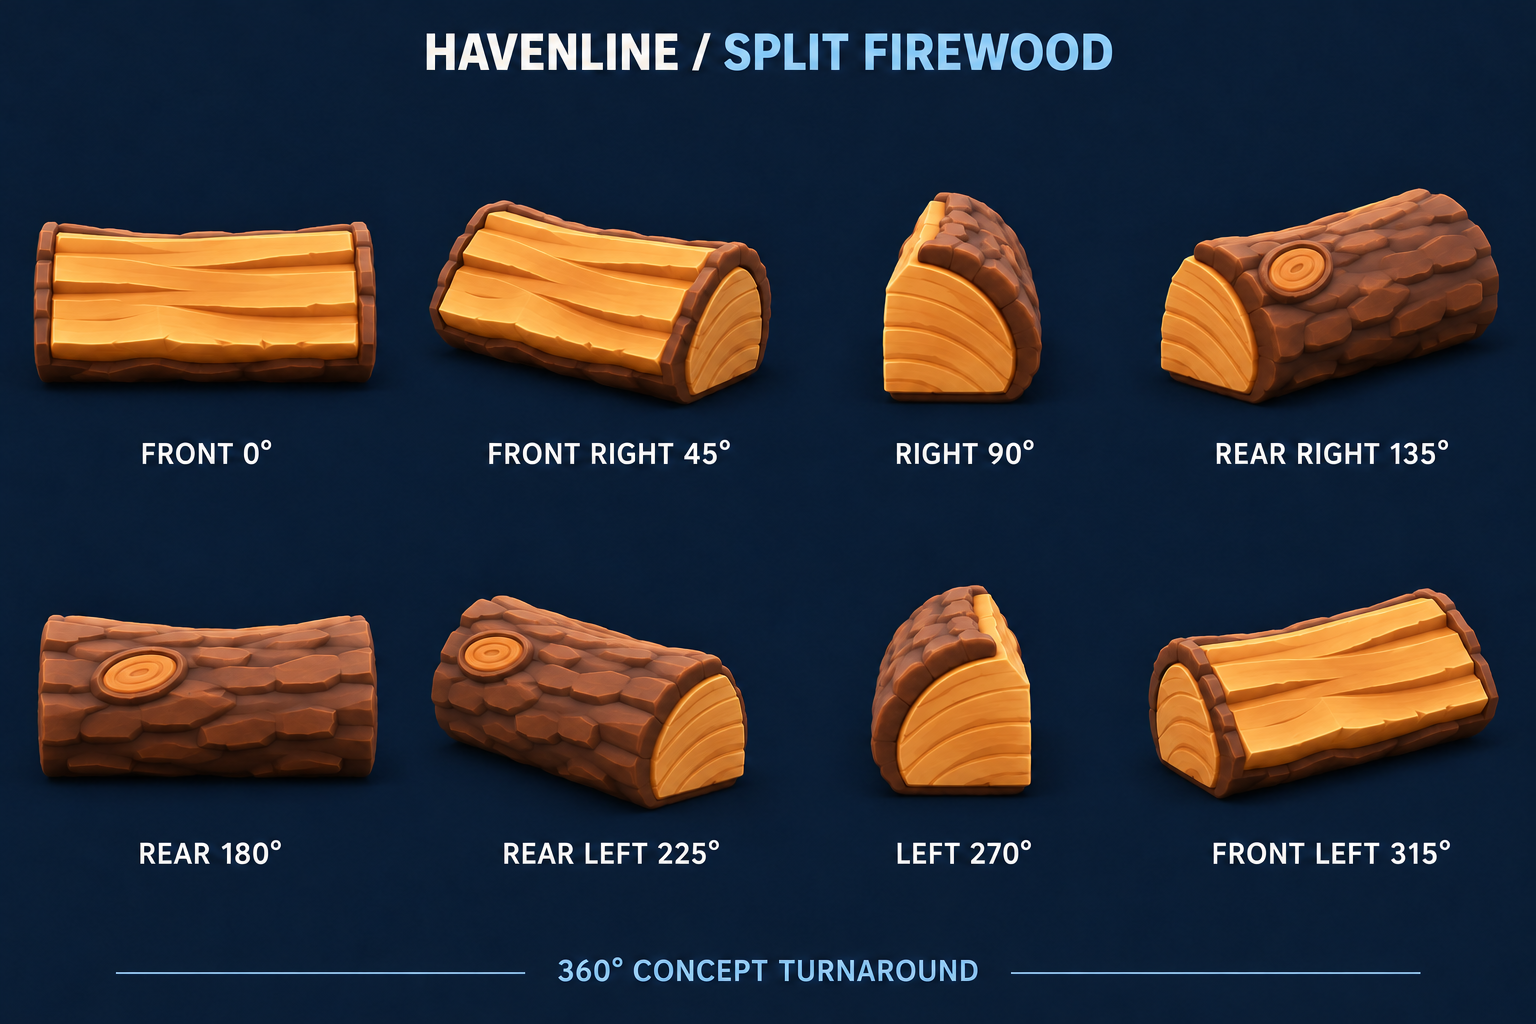 HAVENLINE / SPLIT FIREWOOD
FRONT 0°
FRONT RIGHT 45°
RIGHT 90°
REAR RIGHT 135°
REAR 180°
REAR LEFT 225°
LEFT 270°
FRONT LEFT 315°
360° CONCEPT TURNAROUND